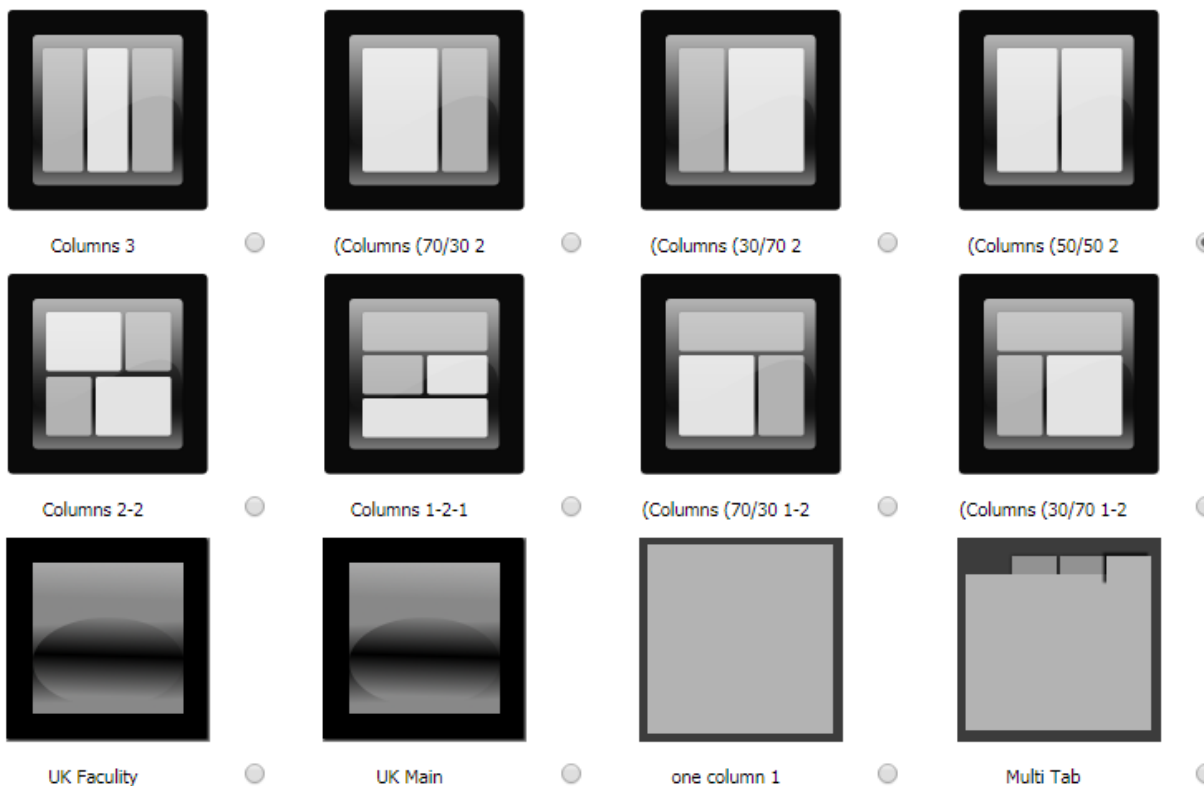 Columns 3
(Columns (70/30 2
(Columns (30/70 2
(Columns (50/50 2
Columns 2-2
Columns 1-2-1
(Columns (70/30 1-2
(Columns (30/70 1-2
UK Faculity
UK Main
one column 1
Multi Tab